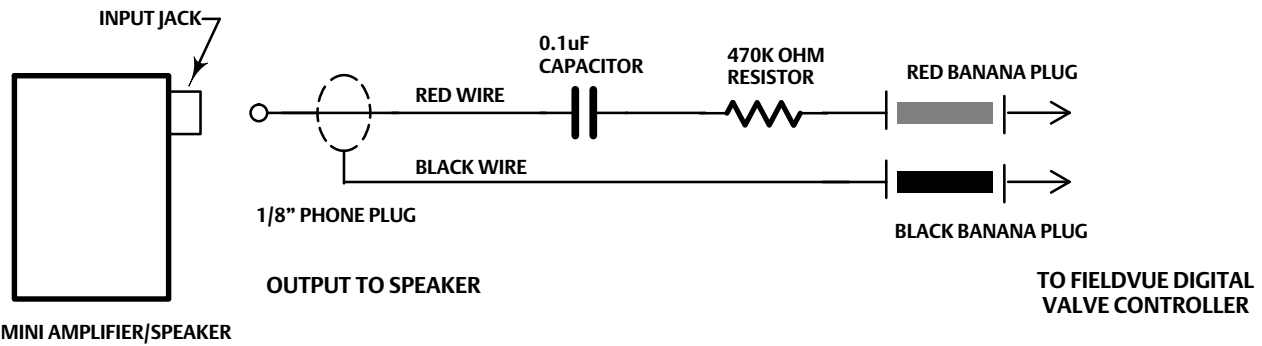 INPUT JACK
0.1uF
CAPACITOR
470K OHM
RESISTOR
RED BANANA PLUG
RED WIRE
BLACK WIRE
1/8” PHONE PLUG
BLACK BANANA PLUG
OUTPUT TO SPEAKER
TO FIELDVUE DIGITAL
VALVE CONTROLLER
MINI AMPLIFIER/SPEAKER